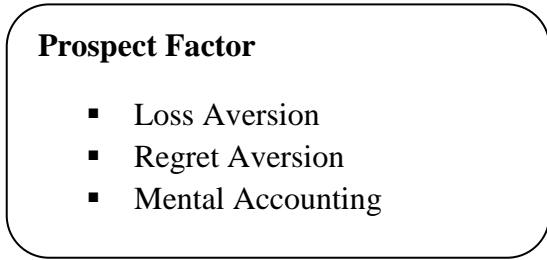 Prospect Factor
▪ Loss Aversion
▪ Regret Aversion
▪ Mental Accounting